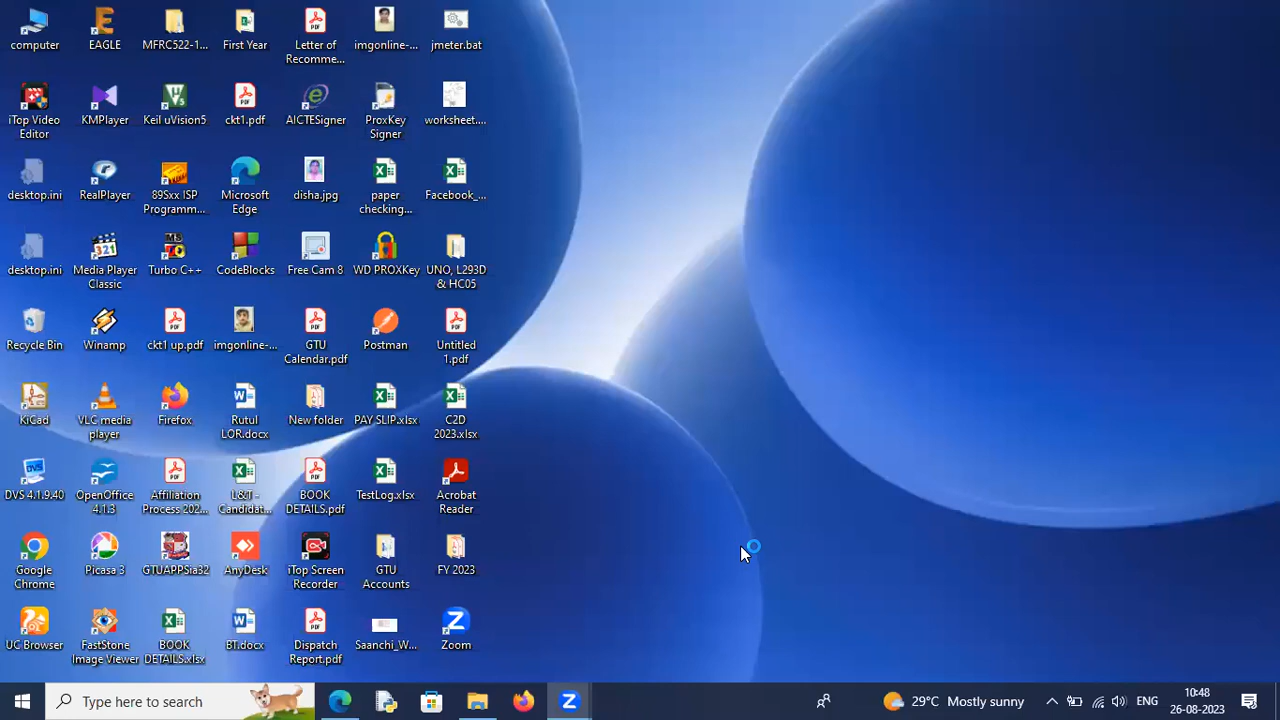 computer
EAGLE
MFRC522-1...
First Year
Letter of
Recomme...
imgonline-...
jmeter.bat
iTop Video
Editor
KMPlayer
Keil uVision5
ckt1.pdf
AICTESigner
ProxKey
Signer
worksheet....
desktop.ini
RealPlayer
89Sxx ISP
Programm...
Microsoft
Edge
disha.jpg
paper
checking...
Facebook_...
desktop.ini
Media Player
Classic
Turbo C++
CodeBlocks
Free Cam 8
WD PROXKey
UNO, L293D
& HC05
Recycle Bin
Winamp
ckt1 up.pdf
imgonline-...
GTU
Calendar.pdf
Postman
Untitled
1.pdf
KiCad
VLC media
player
Firefox
Rutul
LOR.docx
New folder
PAY SLIP.xlsx
C2D
2023.xlsx
DVS 4.1.9.40
OpenOffice
4.1.3
Affiliation
Process 202...
L&T -
Candidat...
BOOK
DETAILS.pdf
TestLog.xlsx
Acrobat
Reader
Google
Chrome
Picasa 3
GTUAPPSia32
AnyDesk
iTop Screen
Recorder
GTU
Accounts
FY 2023
UC Browser
FastStone
Image Viewer
BOOK
DETAILS.xlsx
BT.docx
Dispatch
Report.pdf
Saanchi_W...
Zoom
Type here to search
29°C Mostly sunny
ENG
10:48
26-08-2023